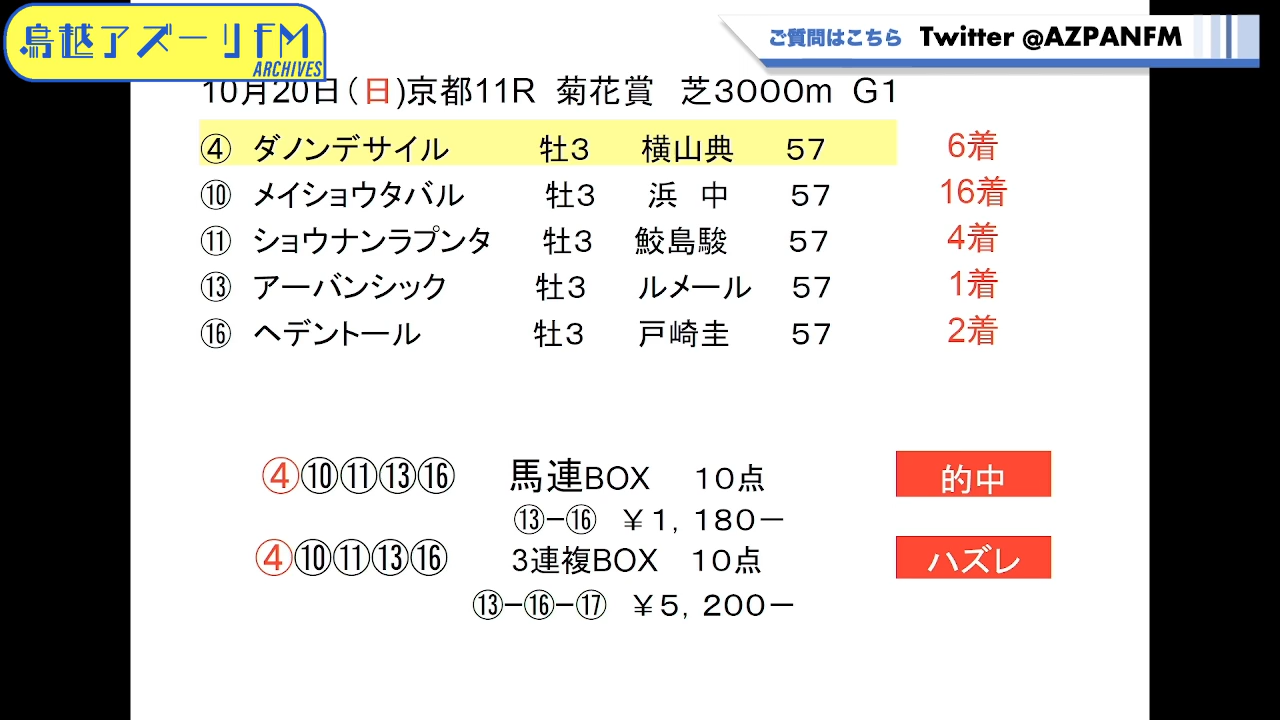 鳥越アズーリFM
ARCHIVES
ご質問はこちら Twitter @AZPANFM
10月20日(日)京都11R 菊花賞 芝3000m G1
④ ダノンデサイル 牡3 横山典 57 6着
⑩ メイショウタバル 牡3 浜 中 57 16着
⑪ ショウナンラプンタ 牡3 鮫島駿 57 4着
⑬ アーバンシック 牡3 ルメール 57 1着
⑯ ヘデントール 牡3 戸崎圭 57 2着
④⑩⑪⑬⑯ 馬連BOX 10点 的中
⑬−⑯ ¥1,180−
④⑩⑪⑬⑯ 3連複BOX 10点 ハズレ
⑬−⑯−⑰ ¥5,200−